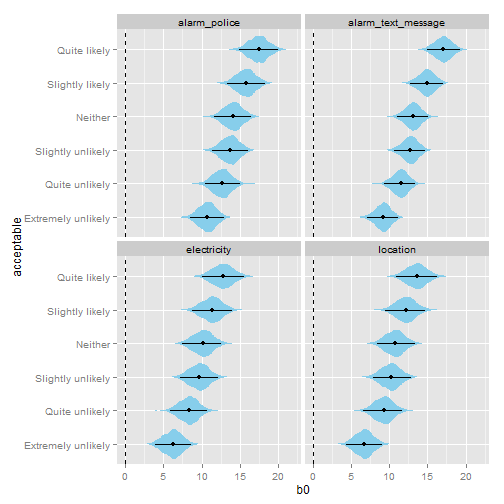 alarm_police
alarm_text_message
Quite likely
Slightly likely
Neither
Slightly unlikely
Quite unlikely
Extremely unlikely
acceptable
electricity
location
Quite likely
Slightly likely
Neither
Slightly unlikely
Quite unlikely
Extremely unlikely
0 5 10 15 20 0 5 10 15 20
b0